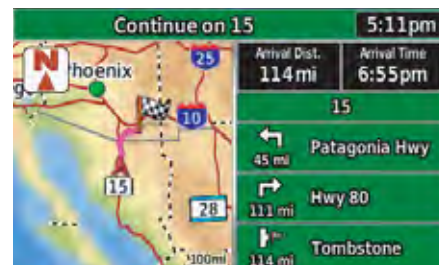 Continue on 15
5:11pm
N
Phoenix
25
10
15
28
100mi
Arrival Dist.
114mi
Arrival Time
6:55pm
15
45 mi
Patagonia Hwy
111 mi
Hwy 80
114 mi
Tombstone